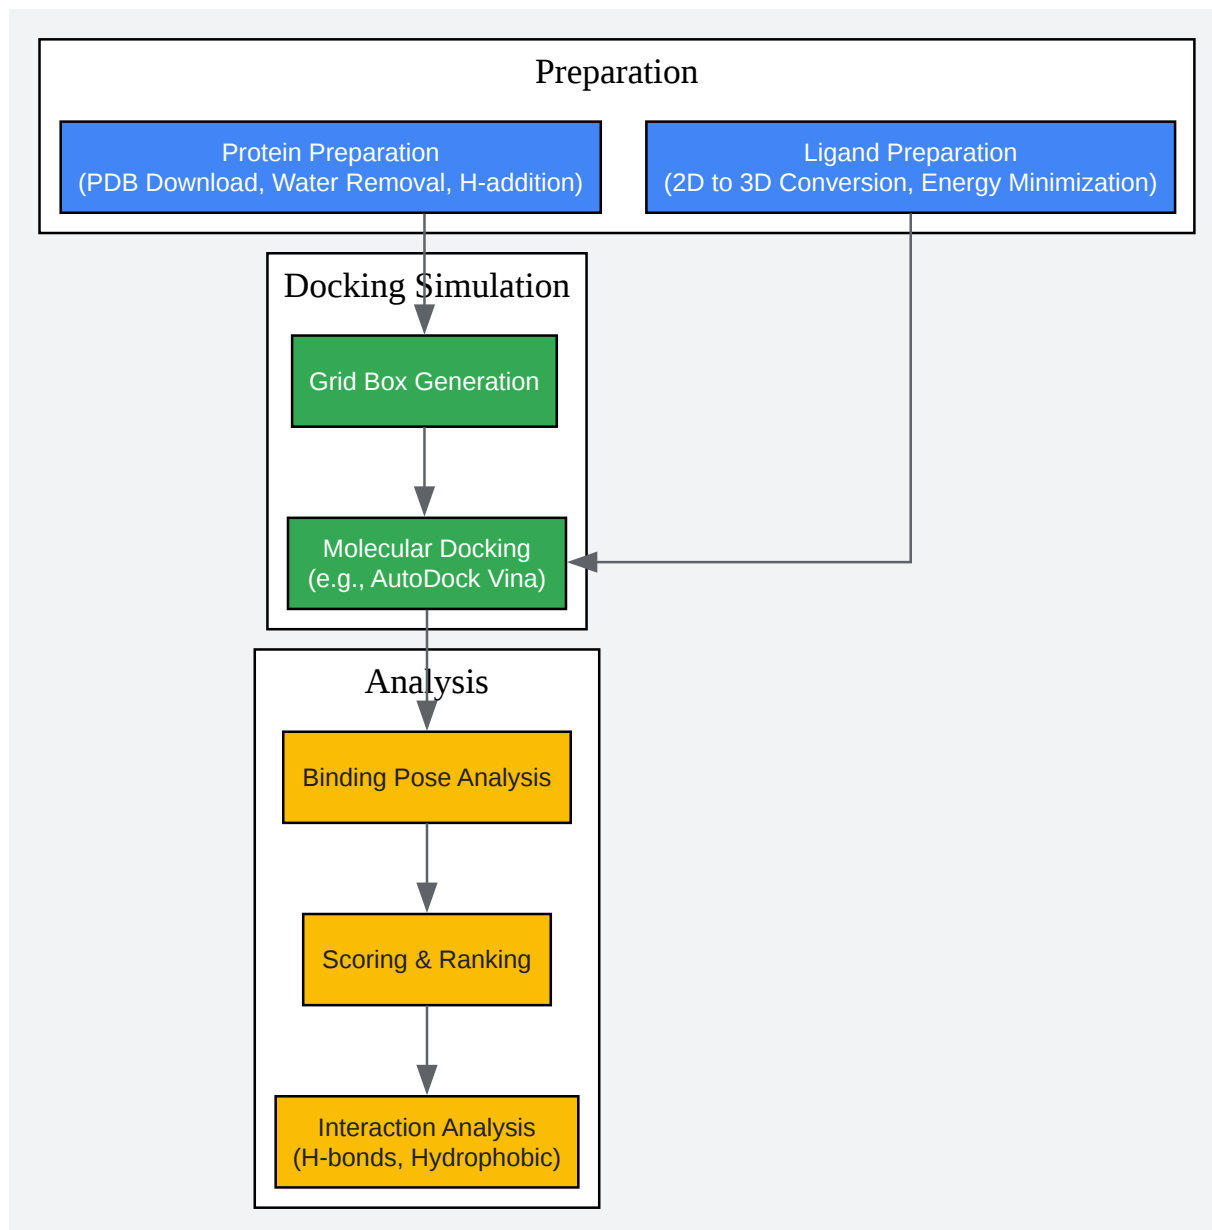 Preparation
Protein Preparation
(PDB Download, Water Removal, H-addition)
Ligand Preparation
(2D to 3D Conversion, Energy Minimization)
Docking Simulation
Grid Box Generation
Molecular Docking
(e.g., AutoDock Vina)
Analysis
Binding Pose Analysis
Scoring & Ranking
Interaction Analysis
(H-bonds, Hydrophobic)